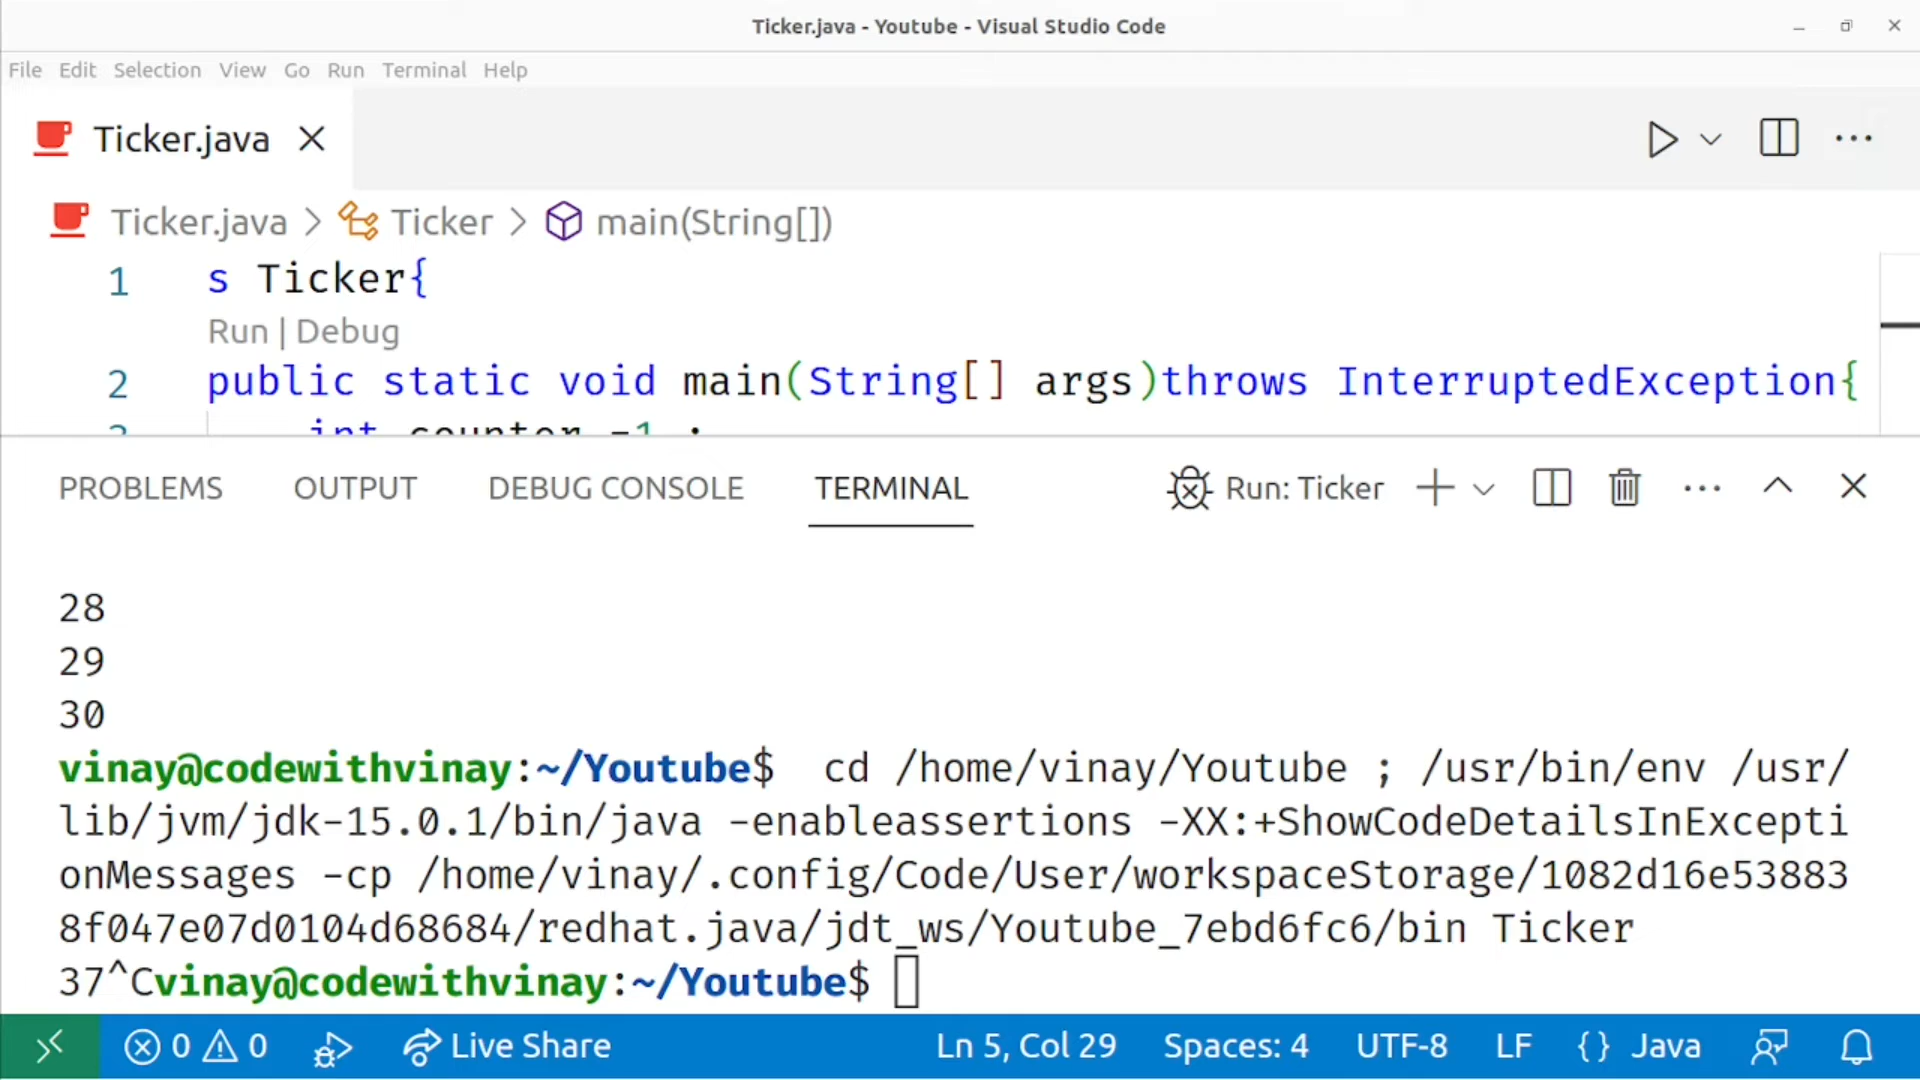 Ticker.java - Youtube - Visual Studio Code
File Edit Selection View Go Run Terminal Help
Ticker.java
Ticker.java > Ticker > main(String[])
1 s Ticker{
Run | Debug
2 public static void main(String[] args)throws InterruptedException{
3 int counter =1 ;
PROBLEMS OUTPUT DEBUG CONSOLE TERMINAL Run: Ticker
28
29
30
vinay@codewithvinay:~/Youtube$  cd /home/vinay/Youtube ; /usr/bin/env /usr/
lib/jvm/jdk-15.0.1/bin/java -enableassertions -XX:+ShowCodeDetailsInExcepti
onMessages -cp /home/vinay/.config/Code/User/workspaceStorage/1082d16e53883
8f047e07d0104d68684/redhat.java/jdt_ws/Youtube_7ebd6fc6/bin Ticker
37^Cvinay@codewithvinay:~/Youtube$
0 0 Live Share Ln 5, Col 29 Spaces: 4 UTF-8 LF {} Java